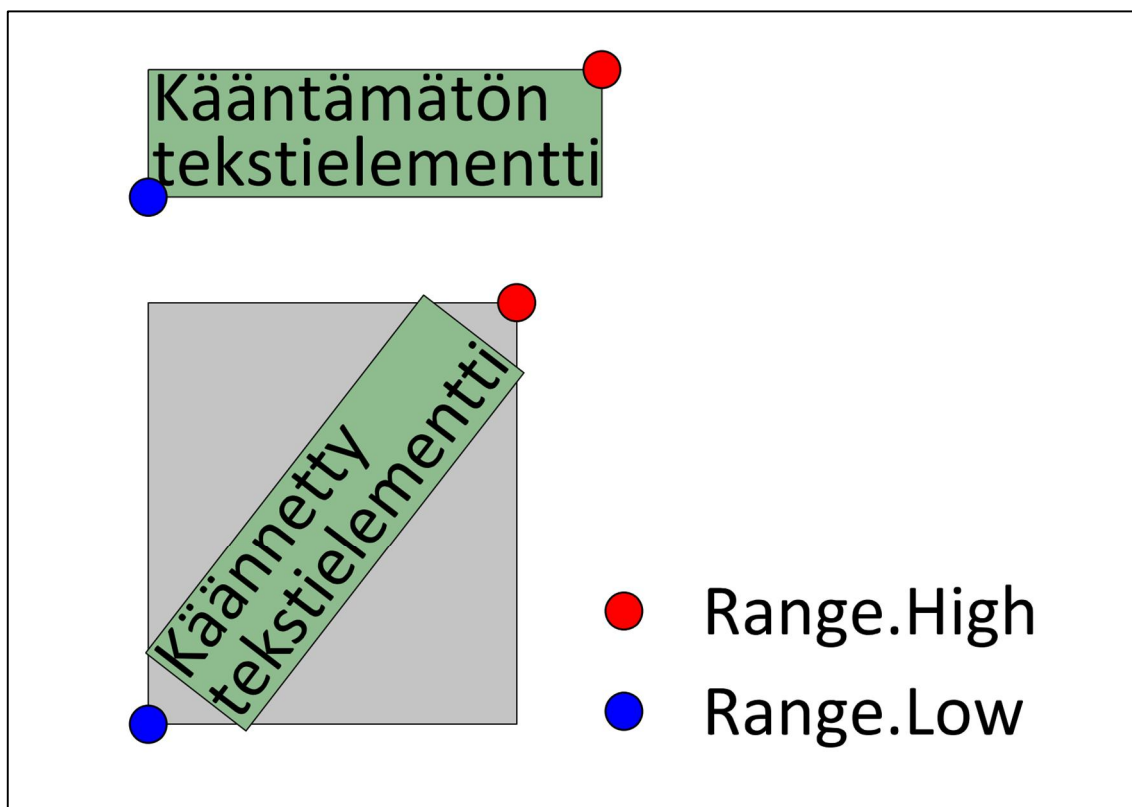 Kääntämätön
tekstielementti
Käännetty
tekstielementti
Range.High
Range.Low